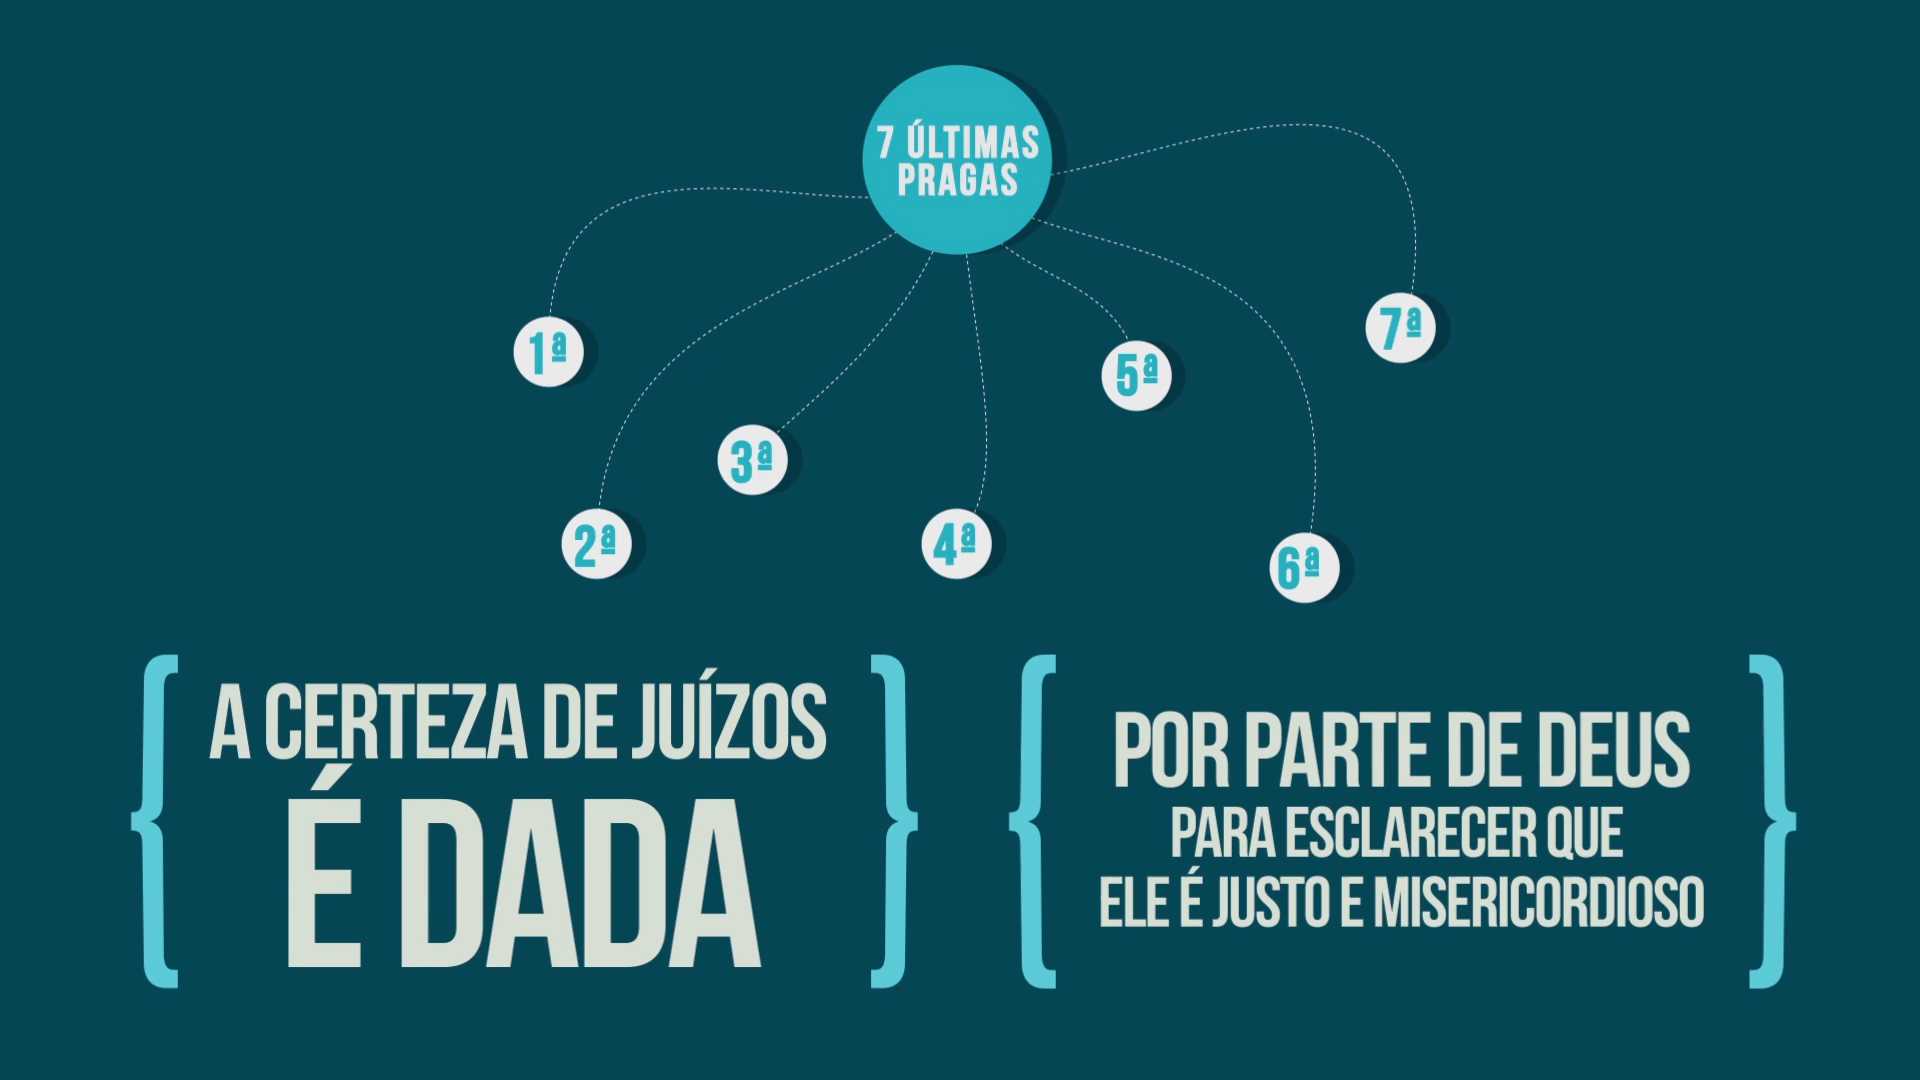 7 ÚLTIMAS
PRAGAS
1ª
2ª
3ª
4ª
5ª
6ª
7ª
A CERTEZA DE JUÍZOS
É DADA
POR PARTE DE DEUS
PARA ESCLARECER QUE
ELE É JUSTO E MISERICORDIOSO